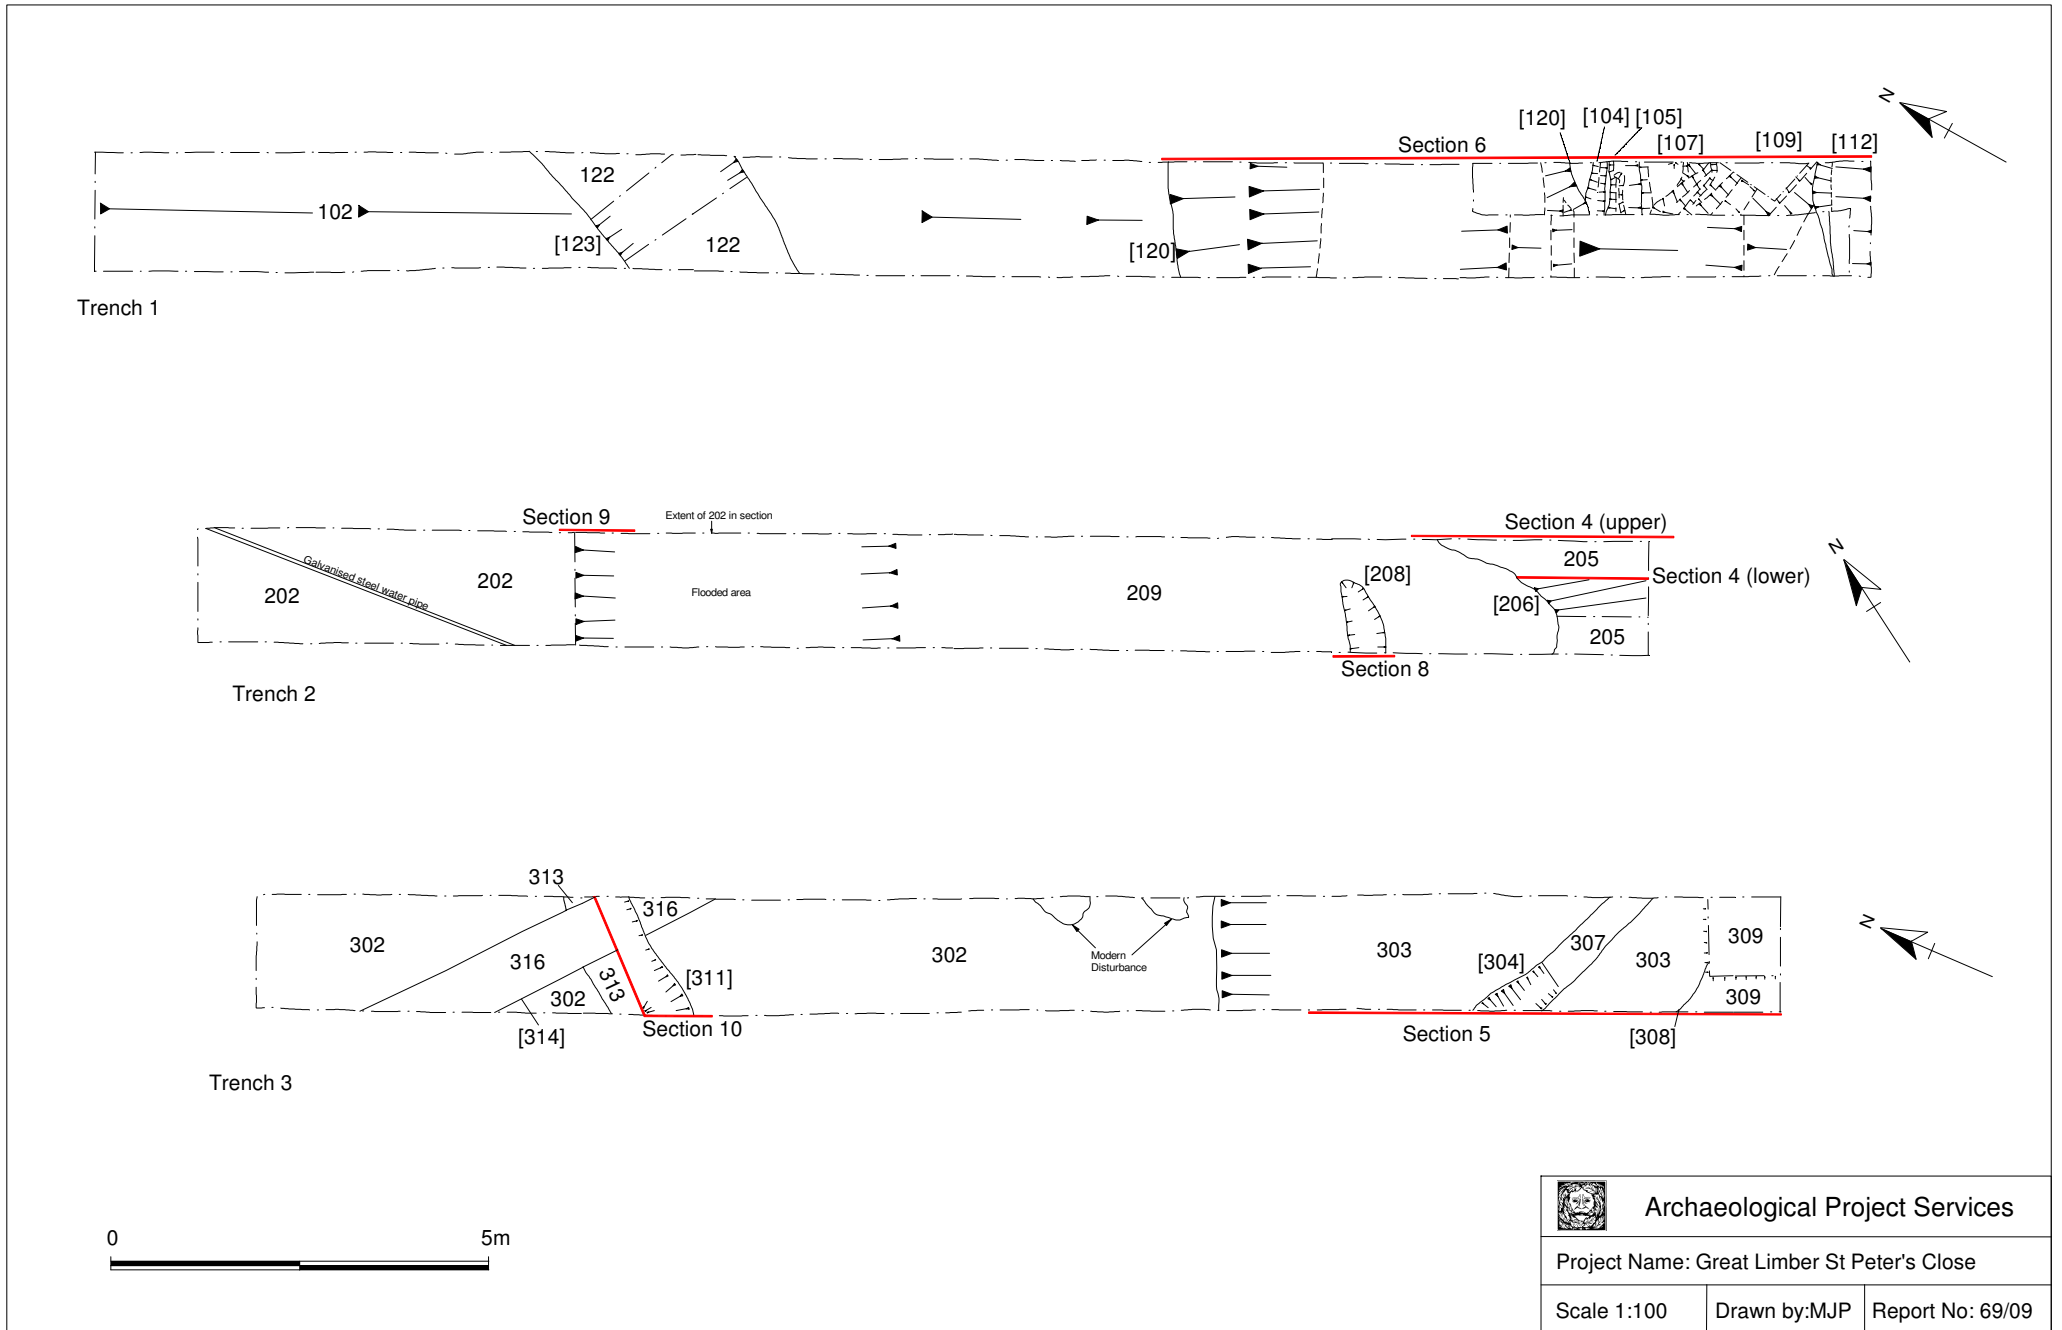 N
[120]
[104]
[105]
Section 6
[107]
[109]
[112]
122
102
[123]
122
[120]
Trench 1
Section 9
Extent of 202 in section
Section 4 (upper)
N
Galvanised steel water pipe
202
202
Flooded area
209
[208]
205
Section 4 (lower)
[206]
205
Section 8
Trench 2
313
316
302
316
302
313
[311]
302
Modern
Disturbance
303
[304]
307
303
309
309
N
[314]
Section 10
Section 5
[308]
Trench 3
0
5m
Archaeological Project Services
Project Name: Great Limber St Peter's Close
Scale 1:100
Drawn by:MJP
Report No: 69/09